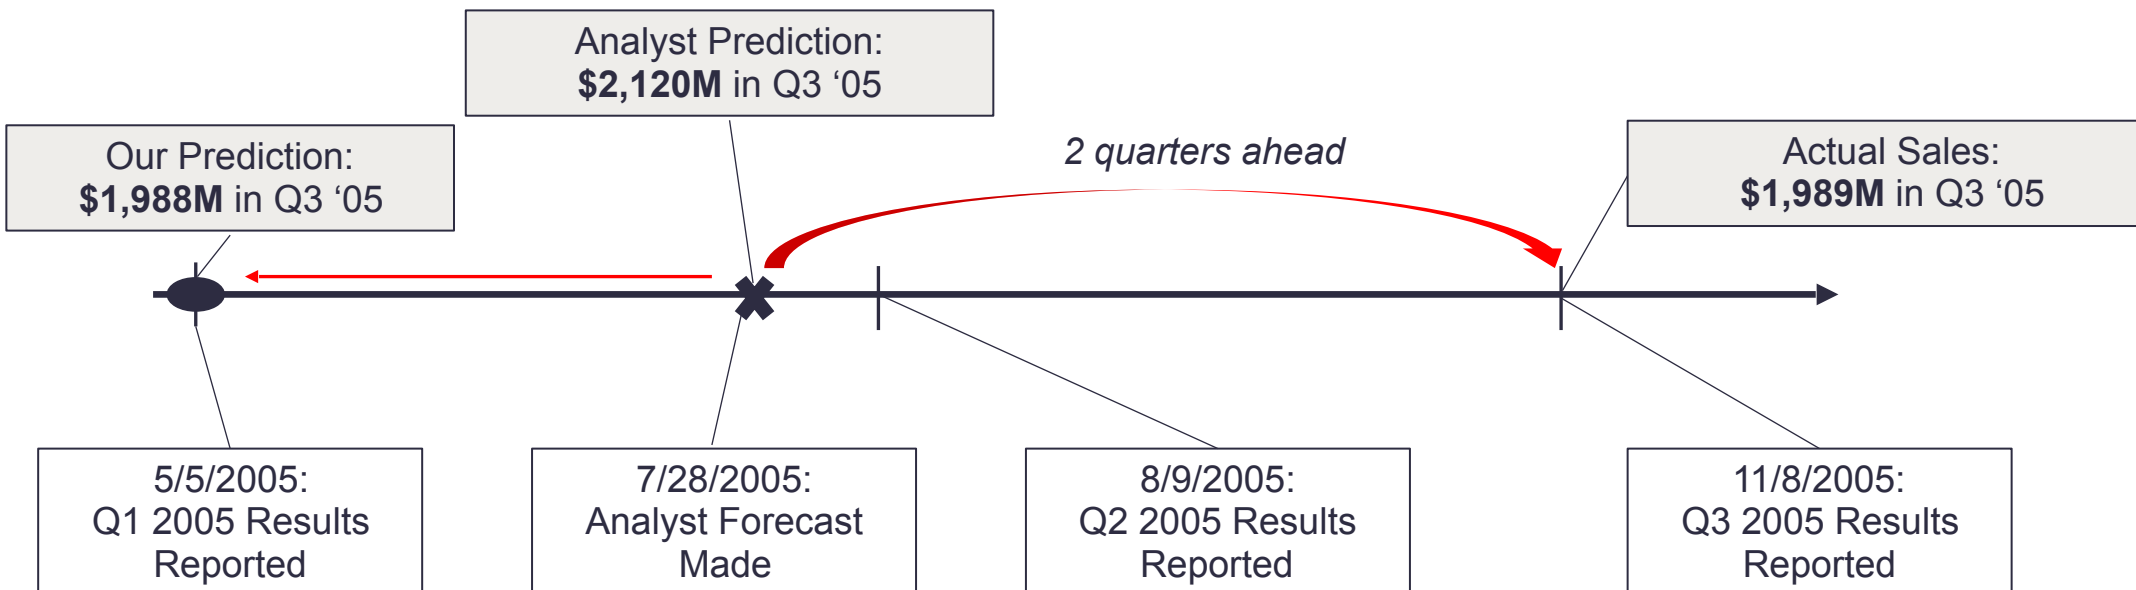 Analyst Prediction:
$2,120M in Q3 ‘05
Our Prediction:
$1,988M in Q3 ‘05
2 quarters ahead
Actual Sales:
$1,989M in Q3 ‘05
5/5/2005:
Q1 2005 Results
Reported
7/28/2005:
Analyst Forecast
Made
8/9/2005:
Q2 2005 Results
Reported
11/8/2005:
Q3 2005 Results
Reported